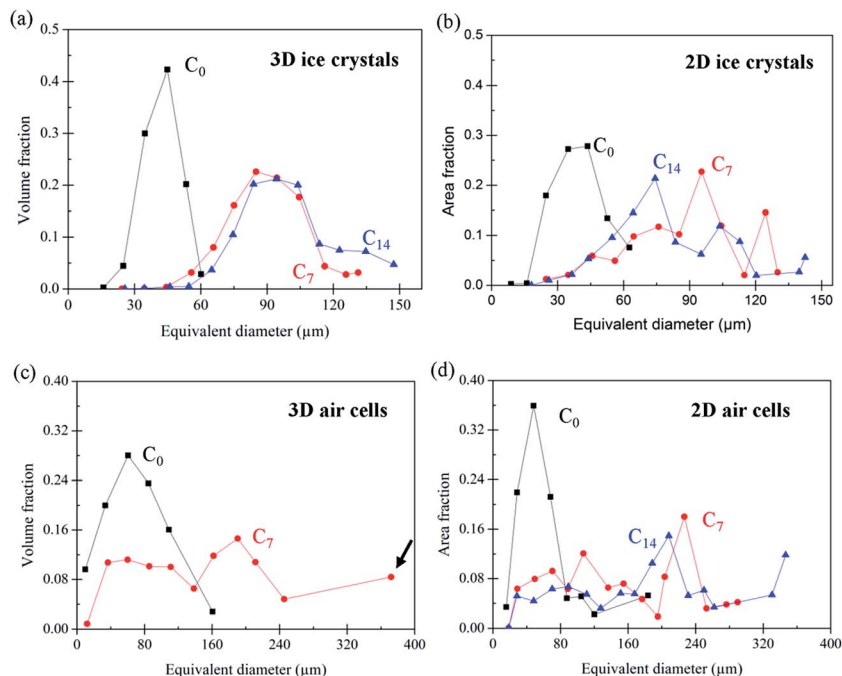 (a)
3D ice crystals
C0
C14
C7
Volume fraction
0.5
0.4
0.3
0.2
0.1
0.0
0 30 60 90 120 150
Equivalent diameter (µm)
(b)
2D ice crystals
C0
C14
C7
Area fraction
0.5
0.4
0.3
0.2
0.1
0.0
0 30 60 90 120 150
Equivalent diameter (µm)
(c)
3D air cells
C0
C7
Volume fraction
0.40
0.32
0.24
0.16
0.08
0.00
0 80 160 240 320 400
Equivalent diameter (µm)
(d)
2D air cells
C0
C14
C7
Area fraction
0.40
0.32
0.24
0.16
0.08
0.00
0 80 160 240 320 400
Equivalent diameter (µm)